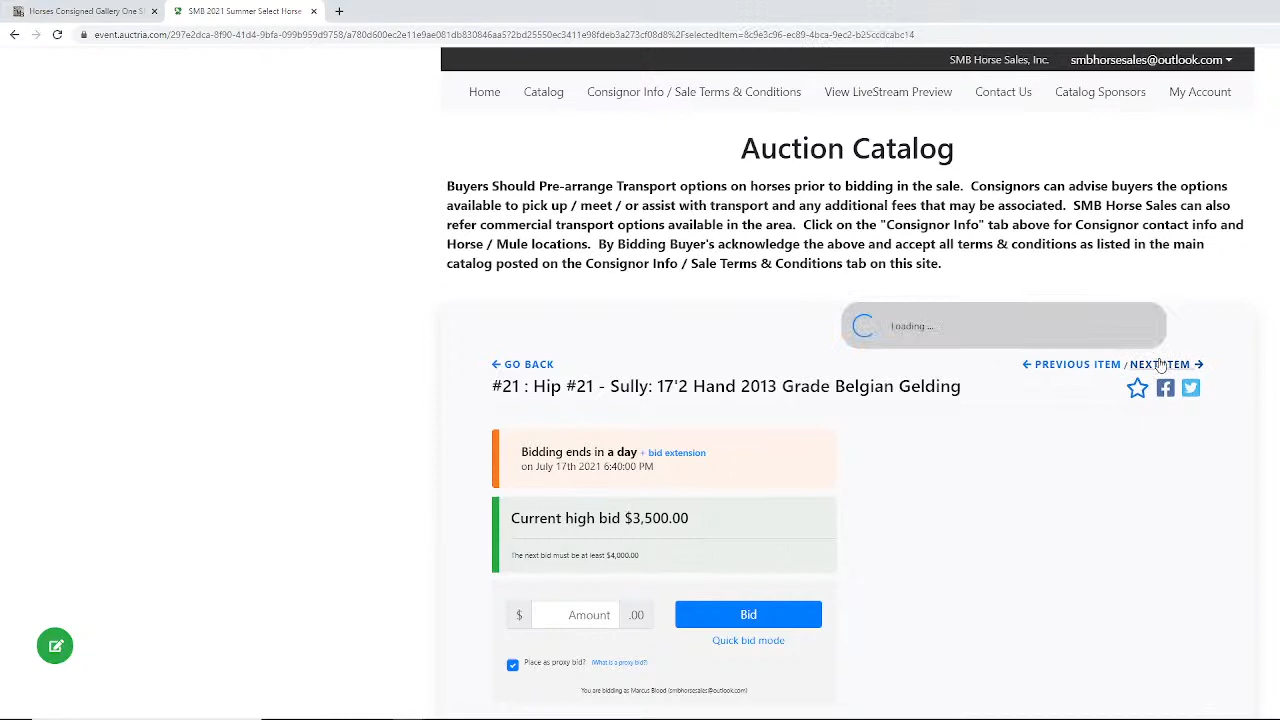 Horses Consigned Gallery One S
SMB 2021 Summer Select Horse
event.auctria.com/297e2dca-8f90-41d4-9bfa-099b959d9758/a780d600ec2e11e9ae081db830846aa5?bd25550ec3411e98fdeb3a273cf08d8%2FselectedItem=8c9e3c96-ec89-4bca-9ec2-b25ccdcabc14
SMB Horse Sales, Inc. smbhorsesales@outlook.com
Home Catalog Consignor Info / Sale Terms & Conditions View LiveStream Preview Contact Us Catalog Sponsors My Account
Auction Catalog
Buyers Should Pre-arrange Transport options on horses prior to bidding in the sale. Consignors can advise buyers the options
available to pick up / meet / or assist with transport and any additional fees that may be associated. SMB Horse Sales can also
refer commercial transport options available in the area. Click on the "Consignor Info" tab above for Consignor contact info and
Horse / Mule locations. By Bidding Buyer's acknowledge the above and accept all terms & conditions as listed in the main
catalog posted on the Consignor Info / Sale Terms & Conditions tab on this site.
Loading ...
GO BACK PREVIOUS ITEM / NEXT ITEM
#21 : Hip #21 - Sully: 17'2 Hand 2013 Grade Belgian Gelding
Bidding ends in a day + bid extension
on July 17th 2021 6:40:00 PM
Current high bid $3,500.00
The next bid must be at least $4,000.00
$ Amount .00 Bid
Quick bid mode
Place as proxy bid? (What is a proxy bid?)
You are bidding as Marcus Blood (smbhorsesales@outlook.com)